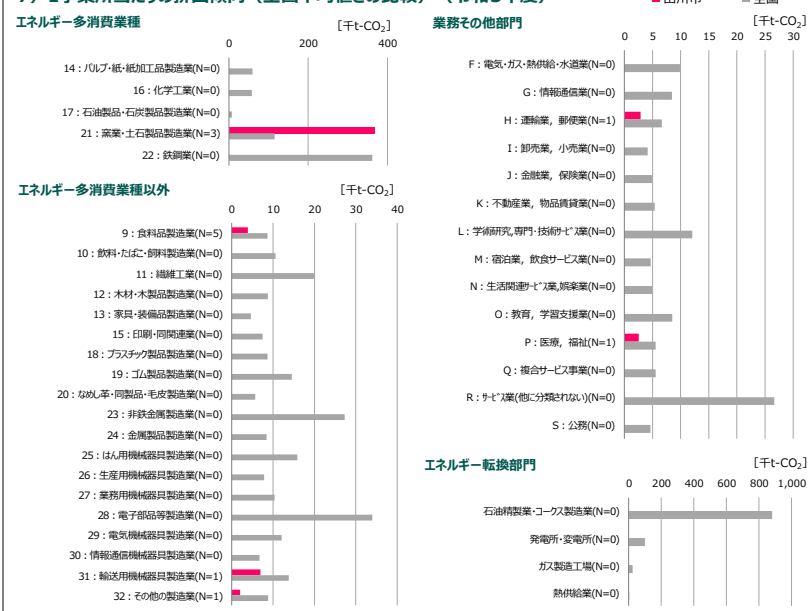 エネルギー多消費業種
[千t-CO₂]
0 200 400
14：パルプ・紙・紙加工品製造業(N=0)
16：化学工業(N=0)
17：石油製品・石炭製品製造業(N=0)
21：窯業・土石製品製造業(N=3)
22：鉄鋼業(N=0)
エネルギー多消費業種以外
[千t-CO₂]
0 10 20 30 40
9：食料品製造業(N=5)
10：飲料・たばこ・飼料製造業(N=0)
11：繊維工業(N=0)
12：木材・木製品製造業(N=0)
13：家具・装備品製造業(N=0)
15：印刷・同関連業(N=0)
18：プラスチック製品製造業(N=0)
19：ゴム製品製造業(N=0)
20：なめし革・同製品・毛皮製造業(N=0)
23：非鉄金属製造業(N=0)
24：金属製品製造業(N=0)
25：はん用機械器具製造業(N=0)
26：生産用機械器具製造業(N=0)
27：業務用機械器具製造業(N=0)
28：電子部品等製造業(N=0)
29：電気機械器具製造業(N=0)
30：情報通信機械器具製造業(N=0)
31：輸送用機械器具製造業(N=1)
32：その他の製造業(N=1)
業務その他部門
[千t-CO₂]
0 5 10 15 20 25 30
F：電気・ガス・熱供給・水道業(N=0)
G：情報通信業(N=0)
H：運輸業，郵便業(N=1)
I：卸売業，小売業(N=0)
J：金融業，保険業(N=0)
K：不動産業，物品賃貸業(N=0)
L：学術研究,専門・技術ｻｰﾋﾞｽ業(N=0)
M：宿泊業，飲食サービス業(N=0)
N：生活関連ｻｰﾋﾞｽ業,娯楽業(N=0)
O：教育，学習支援業(N=0)
P：医療，福祉(N=1)
Q：複合サービス事業(N=0)
R：ｻｰﾋﾞｽ業(他に分類されない)(N=0)
S：公務(N=0)
エネルギー転換部門
[千t-CO₂]
0 200 400 600 800 1,000
石油精製業・コークス製造業(N=0)
発電所・変電所(N=0)
ガス製造工場(N=0)
熱供給業(N=0)